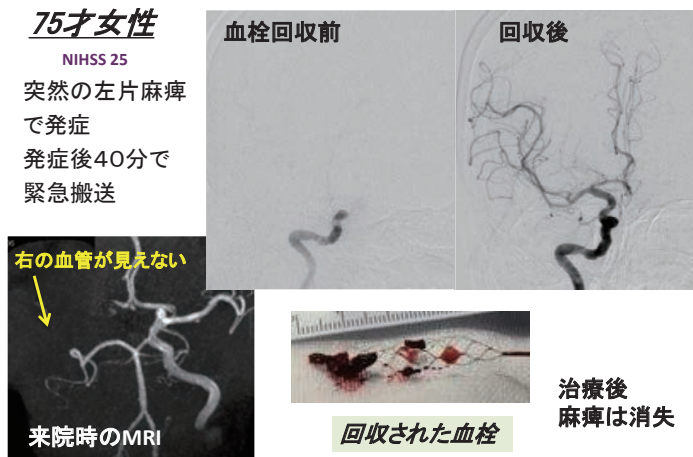 75才女性
NIHSS 25
突然の左片麻痺
で発症
発症後40分で
緊急搬送
血栓回収前
回収後
右の血管が見えない
来院時のMRI
回収された血栓
治療後
麻痺は消失